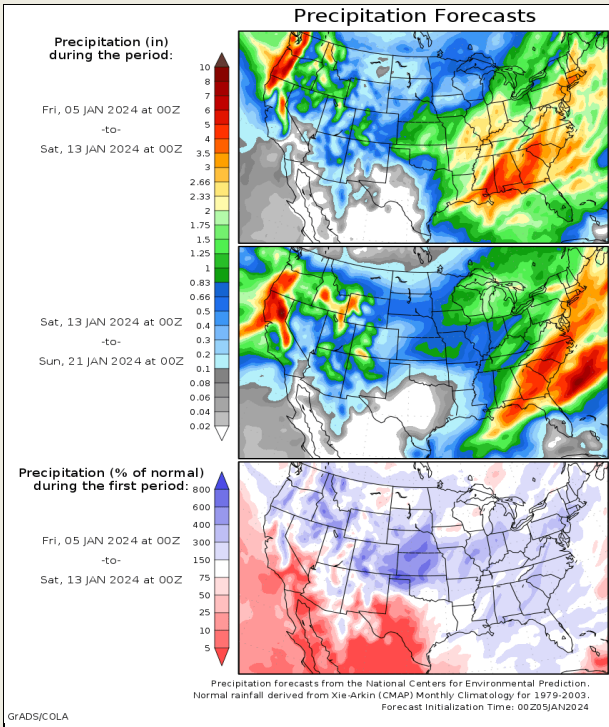 Precipitation Forecasts
Precipitation (in)
during the period:
Fri, 05 JAN 2024 at 00Z
-to-
Sat, 13 JAN 2024 at 00Z
10
8
7
6
5
4
3.5
3
2.66
2.33
2
1.75
1.5
1.25
1
0.83
0.66
0.5
0.4
0.3
0.2
0.1
0.08
0.06
0.04
0.02
Sat, 13 JAN 2024 at 00Z
-to-
Sun, 21 JAN 2024 at 00Z
Precipitation (% of normal)
during the first period:
Fri, 05 JAN 2024 at 00Z
-to-
Sat, 13 JAN 2024 at 00Z
800
600
400
300
150
75
50
25
10
5
Precipitation forecasts from the National Centers for Environmental Prediction.
Normal rainfall derived from Xie-Arkin (CMAP) Monthly Climatology for 1979-2003.
Forecast Initialization Time: 00Z05JAN2024
GrADS/COLA